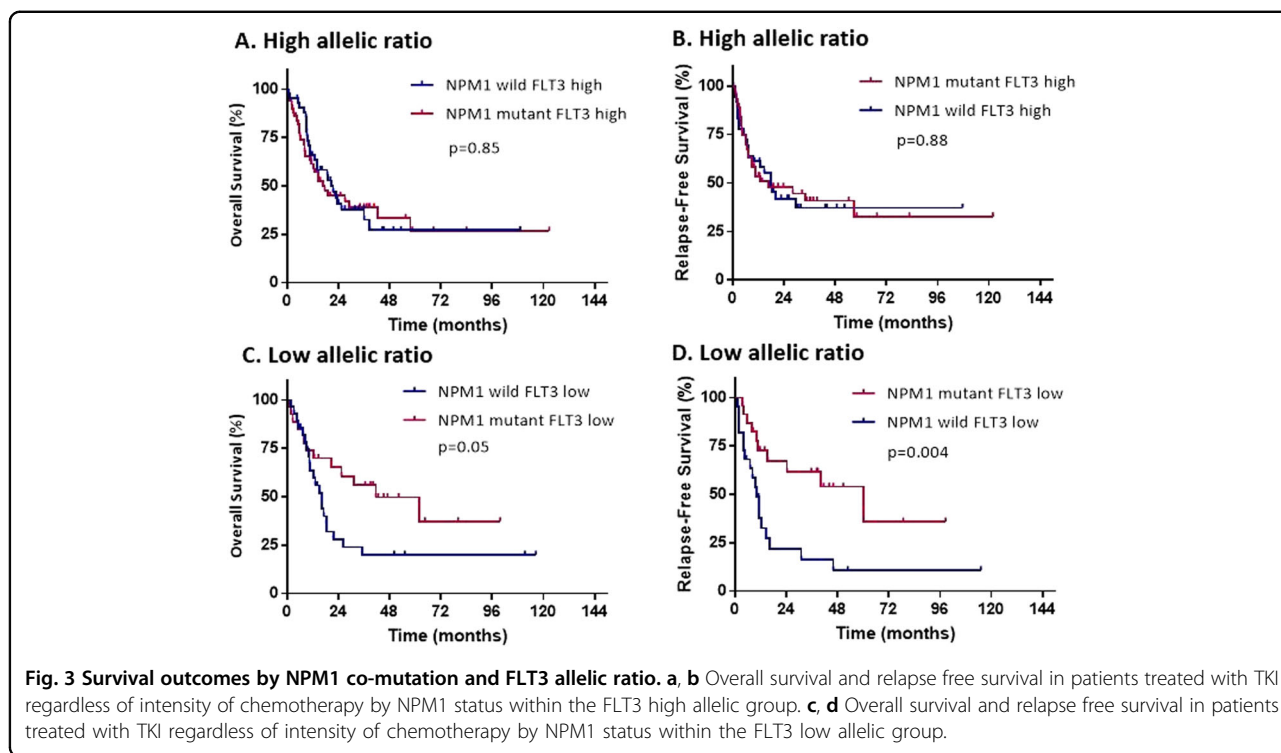 A. High allelic ratio
Overall Survival (%)
100
75
50
25
0
NPM1 wild FLT3 high
NPM1 mutant FLT3 high
p=0.85
0 24 48 72 96 120 144
Time (months)
B. High allelic ratio
Relapse-Free Survival (%)
100
75
50
25
0
NPM1 mutant FLT3 high
NPM1 wild FLT3 high
p=0.88
0 24 48 72 96 120 144
Time (months)
C. Low allelic ratio
Overall Survival (%)
100
75
50
25
0
NPM1 wild FLT3 low
NPM1 mutant FLT3 low
p=0.05
0 24 48 72 96 120 144
Time (months)
D. Low allelic ratio
Relapse-Free Survival (%)
100
75
50
25
0
NPM1 mutant FLT3 low
NPM1 wild FLT3 low
p=0.004
0 24 48 72 96 120 144
Time (months)
Fig. 3 Survival outcomes by NPM1 co-mutation and FLT3 allelic ratio. a, b Overall survival and relapse free survival in patients treated with TKI
regardless of intensity of chemotherapy by NPM1 status within the FLT3 high allelic group. c, d Overall survival and relapse free survival in patients
treated with TKI regardless of intensity of chemotherapy by NPM1 status within the FLT3 low allelic group.